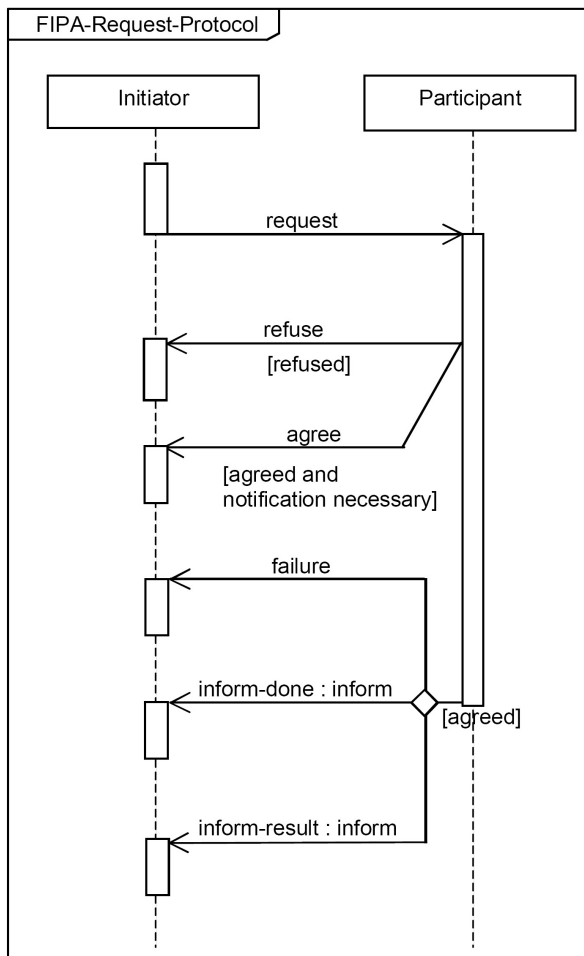 FIPA-Request-Protocol
Initiator
Participant
request
refuse
[refused]
agree
[agreed and
notification necessary]
failure
inform-done : inform
[agreed]
inform-result : inform